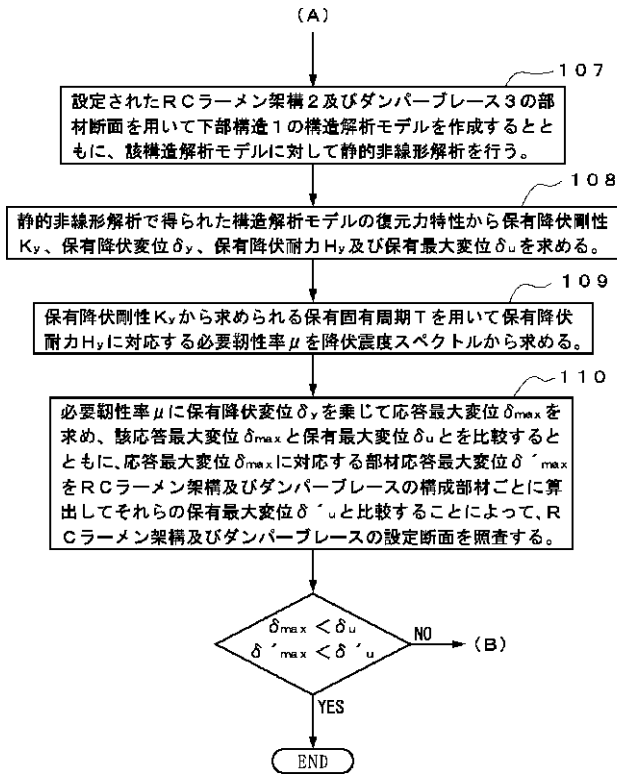 (A)
107
設定されたRCラーメン架構2及びダンパーブレース3の部
材断面を用いて下部構造1の構造解析モデルを作成するとと
もに、該構造解析モデルに対して静的非線形解析を行う。
108
静的非線形解析で得られた構造解析モデルの復元力特性から保有降伏剛性
Ky、保有降伏変位δy、保有降伏耐力Hy及び保有最大変位δuを求める。
109
保有降伏剛性Kyから求められる保有固有周期Tを用いて保有降伏
耐力Hyに対応する必要靭性率μを降伏震度スペクトルから求める。
110
必要靭性率μに保有降伏変位δyを乗じて応答最大変位δmaxを
求め、該応答最大変位δmaxと保有最大変位δuとを比較すると
ともに、応答最大変位δmaxに対応する部材応答最大変位δ´max
をRCラーメン架構及びダンパーブレースの構成部材ごとに算
出してそれらの保有最大変位δ´uと比較することによって、R
Cラーメン架構及びダンパーブレースの設定断面を照査する。
δmax＜δu
δ´max＜δ´u
NO
(B)
YES
END